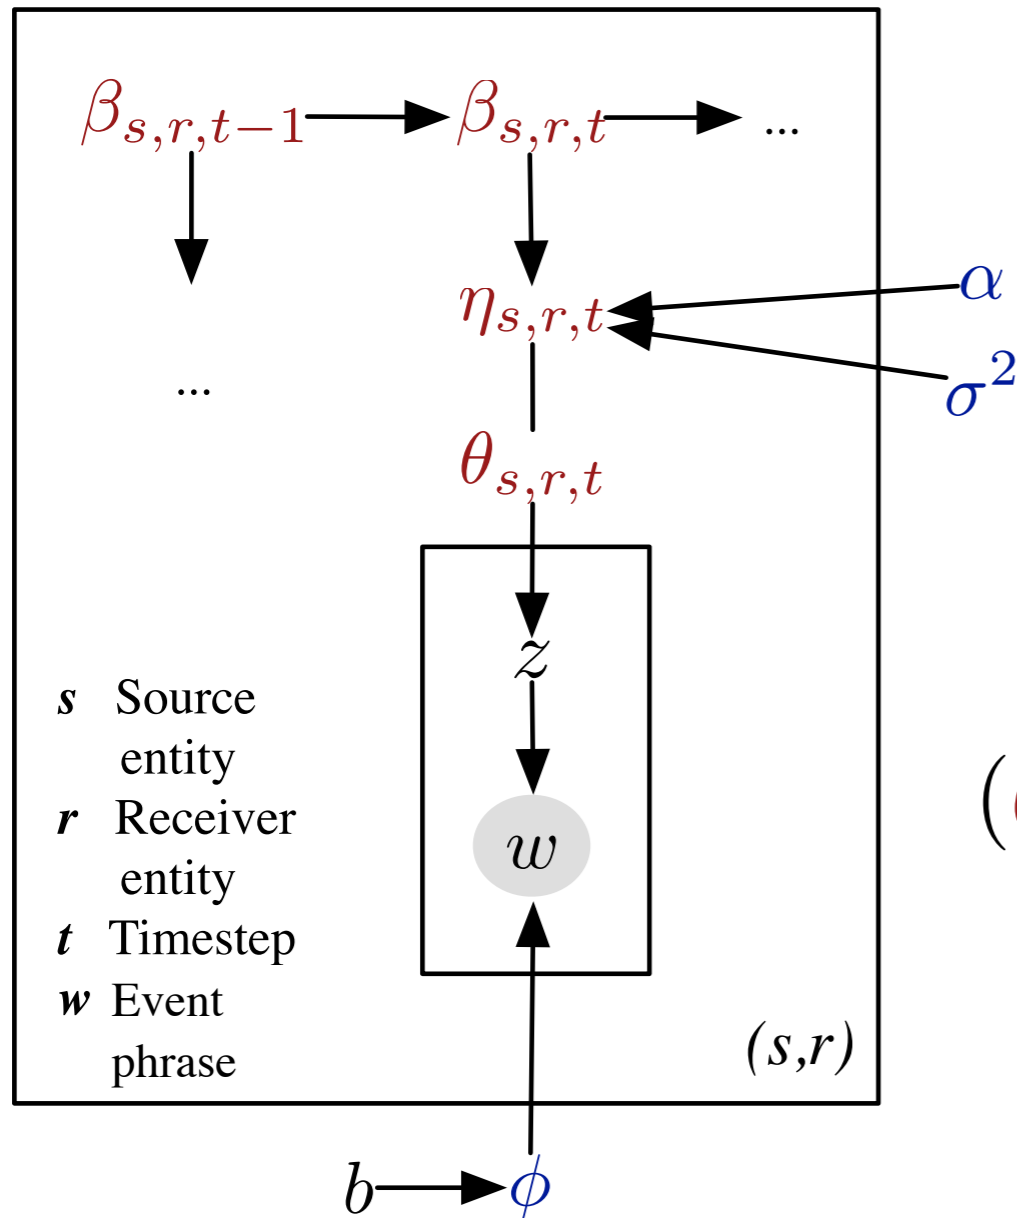 β_{s,r,t−1} β_{s,r,t} ...
η_{s,r,t} α
... σ²
θ_{s,r,t}
z
s Source
entity
r Receiver
entity
w
(
t Timestep
w Event
phrase
(s,r)
b ϕ